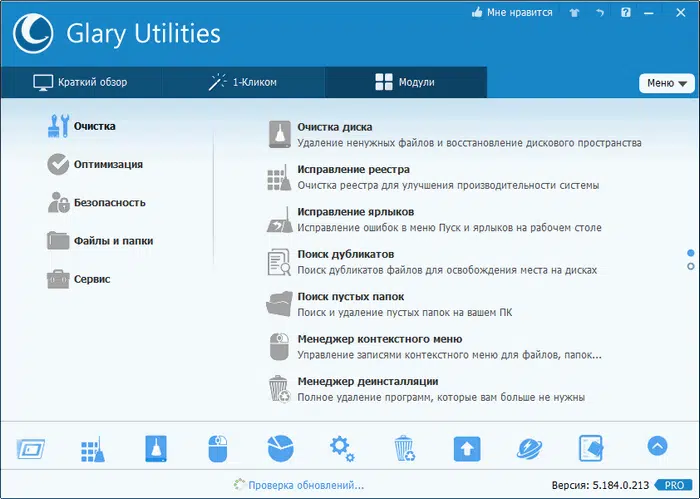 Мне нравится
Glary Utilities
Краткий обзор
1-Кликом
Модули
Меню
Очистка
Оптимизация
Безопасность
Файлы и папки
Сервис
Очистка диска
Удаление ненужных файлов и восстановление дискового пространства
Исправление реестра
Очистка реестра для улучшения производительности системы
Исправление ярлыков
Исправление ошибок в меню Пуск и ярлыков на рабочем столе
Поиск дубликатов
Поиск дубликатов файлов для освобождения места на дисках
Поиск пустых папок
Поиск и удаление пустых папок на вашем ПК
Менеджер контекстного меню
Управление записями контекстного меню для файлов, папок...
Менеджер деинсталляции
Полное удаление программ, которые вам больше не нужны
Проверка обновлений...
Версия: 5.184.0.213
PRO